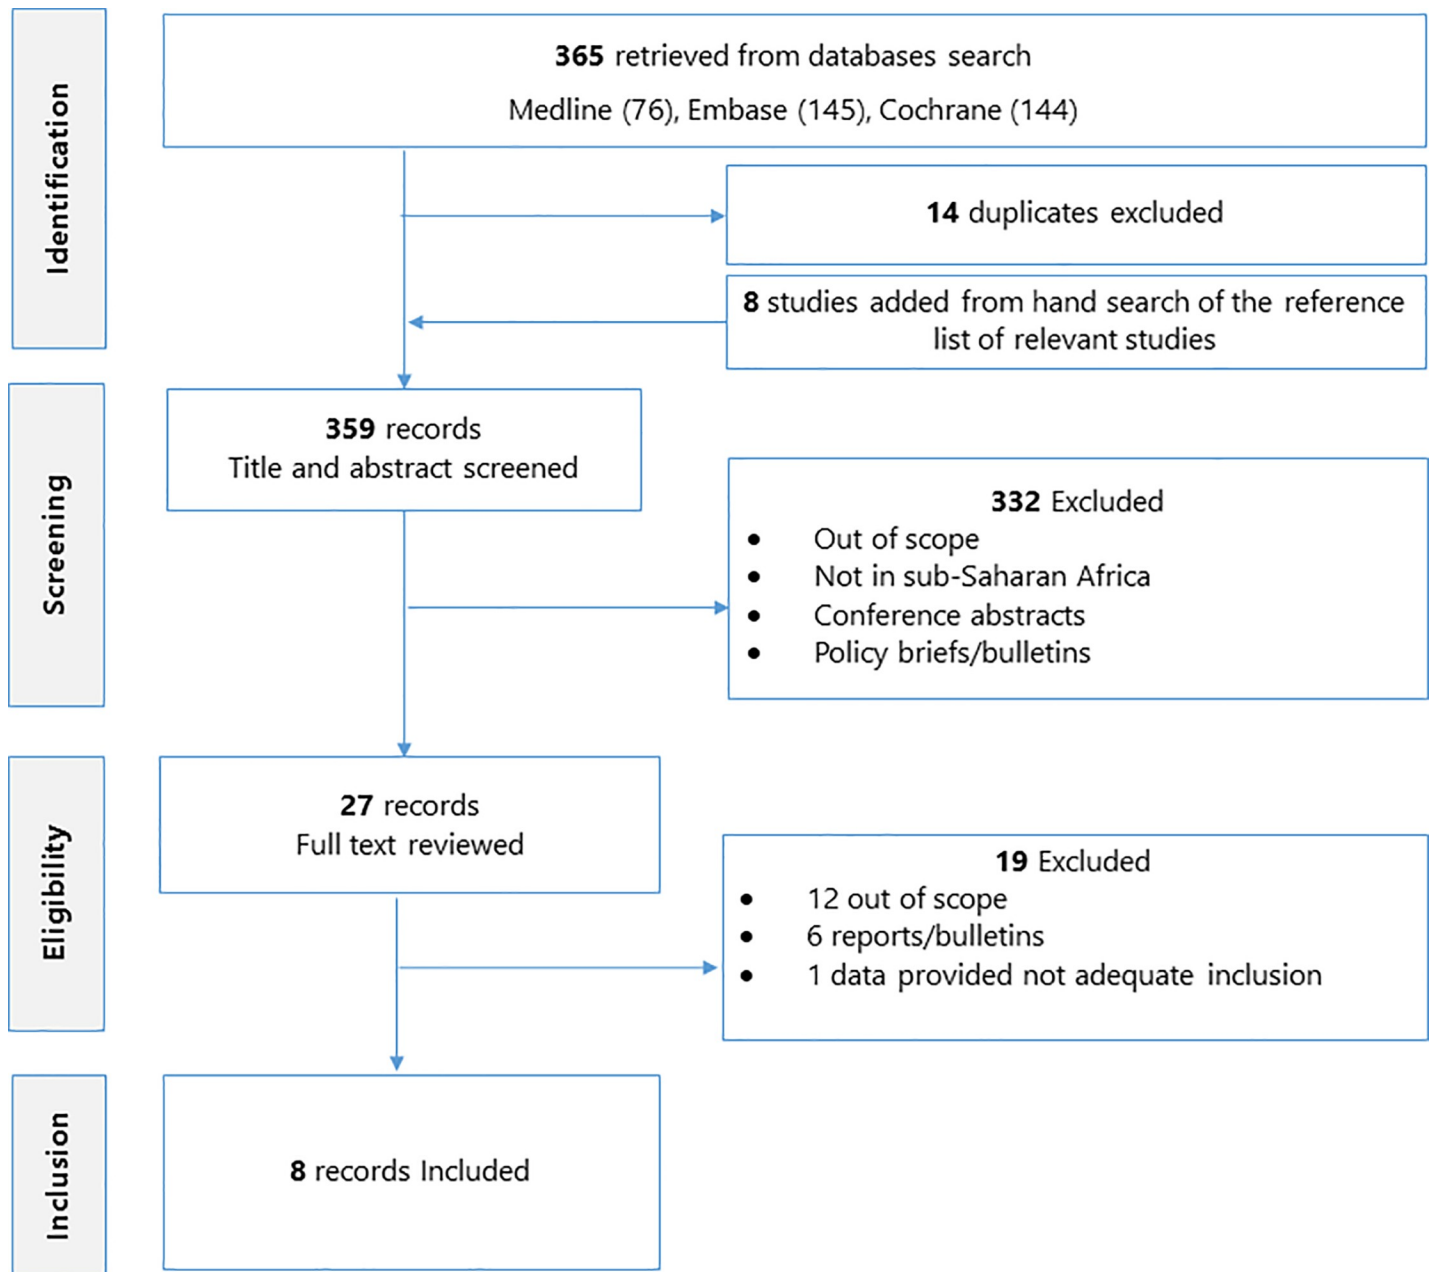 Identification
365 retrieved from databases search
Medline (76), Embase (145), Cochrane (144)
14 duplicates excluded
8 studies added from hand search of the reference
list of relevant studies
Screening
359 records
Title and abstract screened
332 Excluded
• Out of scope
• Not in sub-Saharan Africa
• Conference abstracts
• Policy briefs/bulletins
Eligibility
27 records
Full text reviewed
19 Excluded
• 12 out of scope
• 6 reports/bulletins
• 1 data provided not adequate inclusion
Inclusion
8 records Included